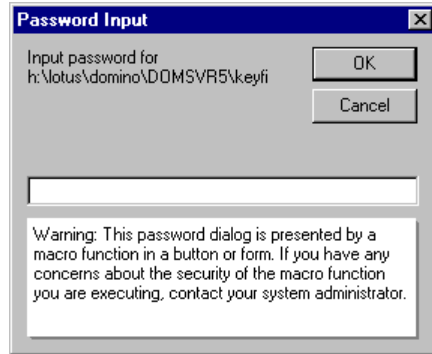 Password Input
Input password for
h:\lotus\domino\DOMSVR5\keyfi
OK
Cancel
Warning: This password dialog is presented by a
macro function in a button or form. If you have any
concerns about the security of the macro function
you are executing, contact your system administrator.